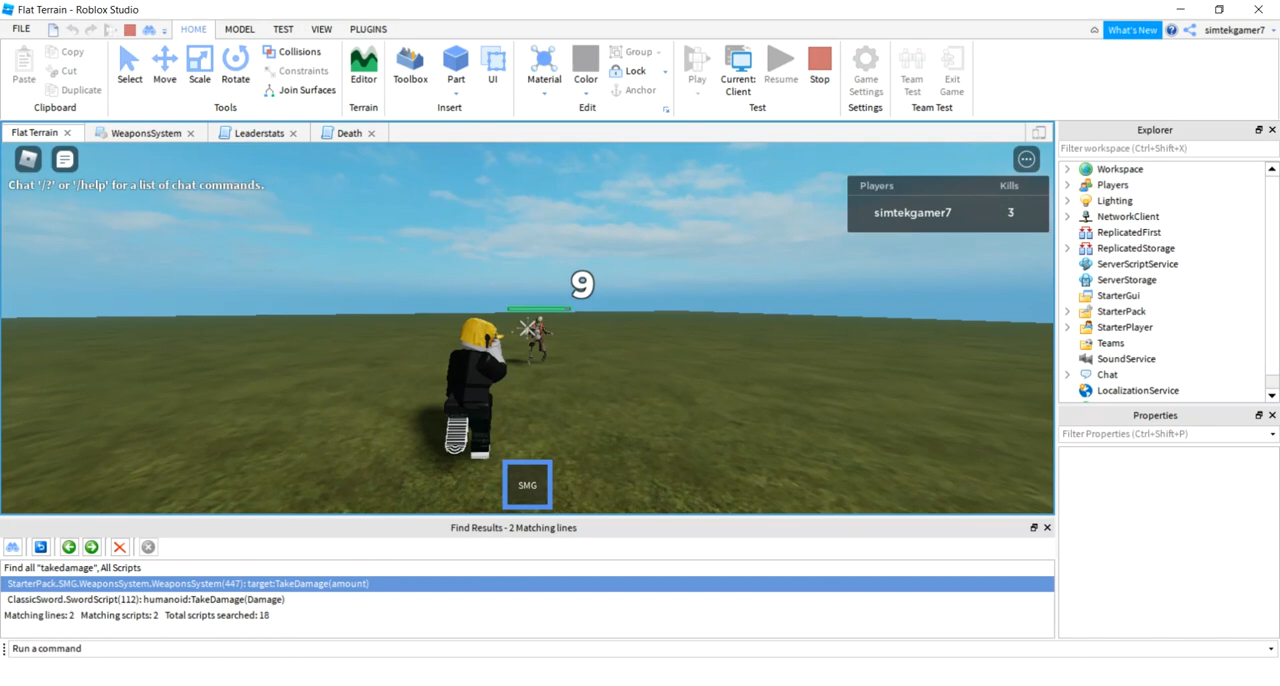 Flat Terrain - Roblox Studio
FILE HOME MODEL TEST VIEW PLUGINS What's New simtekgamer7
Paste Copy Cut Duplicate Clipboard
Select Move Scale Rotate Collisions Constraints Join Surfaces Tools
Editor Terrain
Toolbox Part UI Insert
Material Color Group Lock Anchor Edit
Play Current: Client Resume Stop Test
Game Settings Settings
Team Test Exit Game Team Test
Flat Terrain WeaponsSystem Leaderstats Death
Chat '/?' or '/help' for a list of chat commands.
Players Kills
simtekgamer7 3
9
SMG
Explorer
Filter workspace (Ctrl+Shift+X)
Workspace
Players
Lighting
NetworkClient
ReplicatedFirst
ReplicatedStorage
ServerScriptService
ServerStorage
StarterGui
StarterPack
StarterPlayer
Teams
SoundService
Chat
LocalizationService
Properties
Filter Properties (Ctrl+Shift+P)
Find Results - 2 Matching lines
Find all "takedamage", All Scripts
StarterPack.SMG.WeaponsSystem.WeaponsSystem(447): target:TakeDamage(amount)
ClassicSword.SwordScript(112): humanoid:TakeDamage(Damage)
Matching lines: 2 Matching scripts: 2 Total scripts searched: 18
Run a command